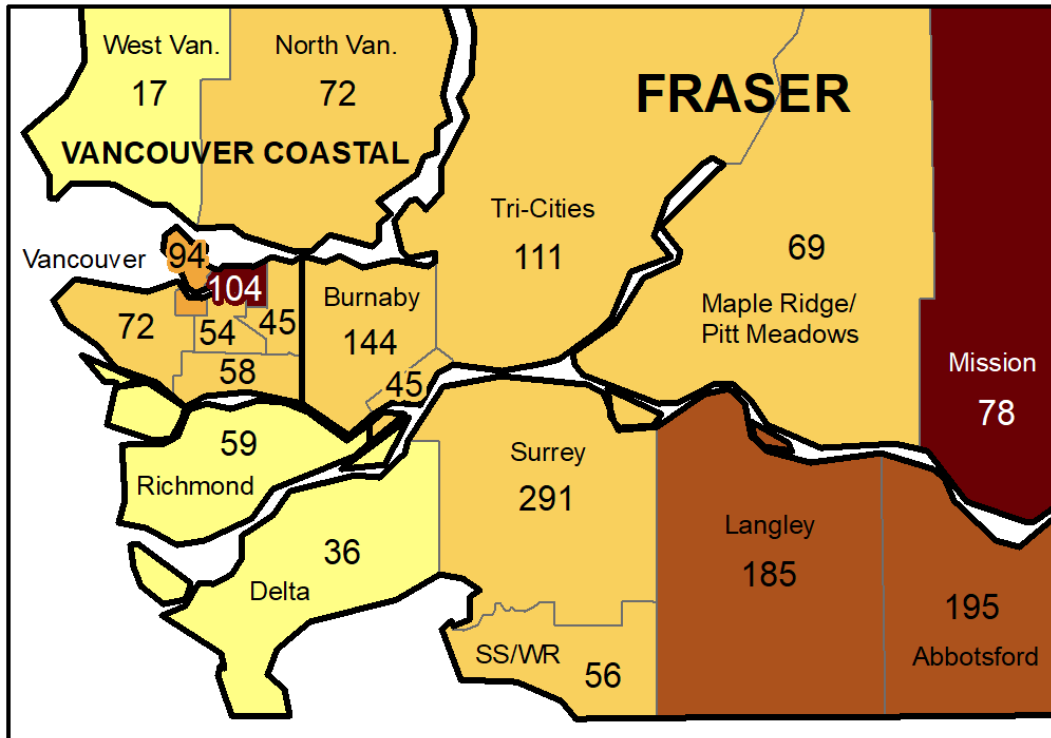 West Van.
17
North Van.
72
FRASER
VANCOUVER COASTAL
Tri-Cities
111
69
Maple Ridge/
Pitt Meadows
Vancouver
94
104
72
54
45
58
Burnaby
144
45
Mission
78
59
Richmond
Surrey
291
Langley
185
36
Delta
195
Abbotsford
SS/WR
56